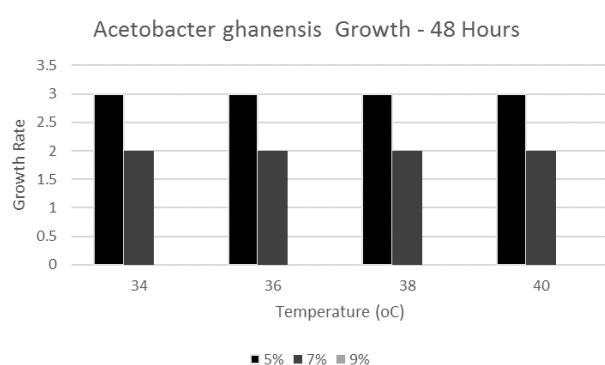 Acetobacter ghanensis Growth - 48 Hours
3.5
3
2.5
2
1.5
1
0.5
0
Growth Rate
34 36 38 40
Temperature (oC)
5% 7% 9%